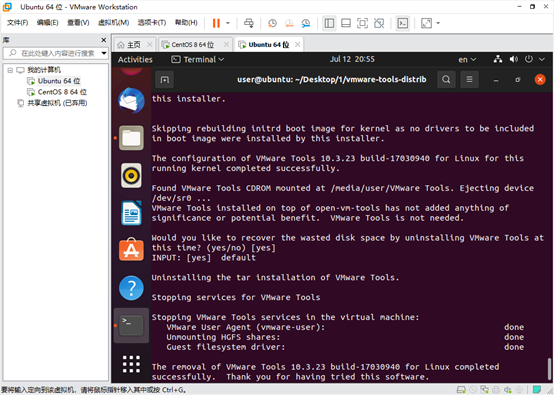 Ubuntu 64 位 - VMware Workstation
文件(F) 编辑(E) 查看(V) 虚拟机(M) 选项卡(T) 帮助(H)
库
在此处键入内容进行搜索
我的计算机
Ubuntu 64 位
CentOS 8 64 位
共享虚拟机 (已弃用)
主页 CentOS 8 64 位 Ubuntu 64 位
Activities Terminal Jul 12 20:55 en
user@ubuntu: ~/Desktop/1/vmware-tools-distrib
this installer.
Skipping rebuilding initrd boot image for kernel as no drivers to be included
in boot image were installed by this installer.
The configuration of VMware Tools 10.3.23 build-17030940 for Linux for this
running kernel completed successfully.
Found VMware Tools CDROM mounted at /media/user/VMware Tools. Ejecting device
/dev/sr0 ...
VMware Tools installed on top of open-vm-tools has not added anything of
significance or potential benefit.  VMware Tools is not needed.
Would you like to recover the wasted disk space by uninstalling VMware Tools at
this time? (yes/no) [yes]
INPUT: [yes]  default
Uninstalling the tar installation of VMware Tools.
Stopping services for VMware Tools
Stopping VMware Tools services in the virtual machine:
VMware User Agent (vmware-user): done
Unmounting HGFS shares: done
Guest filesystem driver: done
The removal of VMware Tools 10.3.23 build-17030940 for Linux completed
successfully.  Thank you for having tried this software.
要将输入定向到该虚拟机，请将鼠标指针移入其中或按 Ctrl+G。